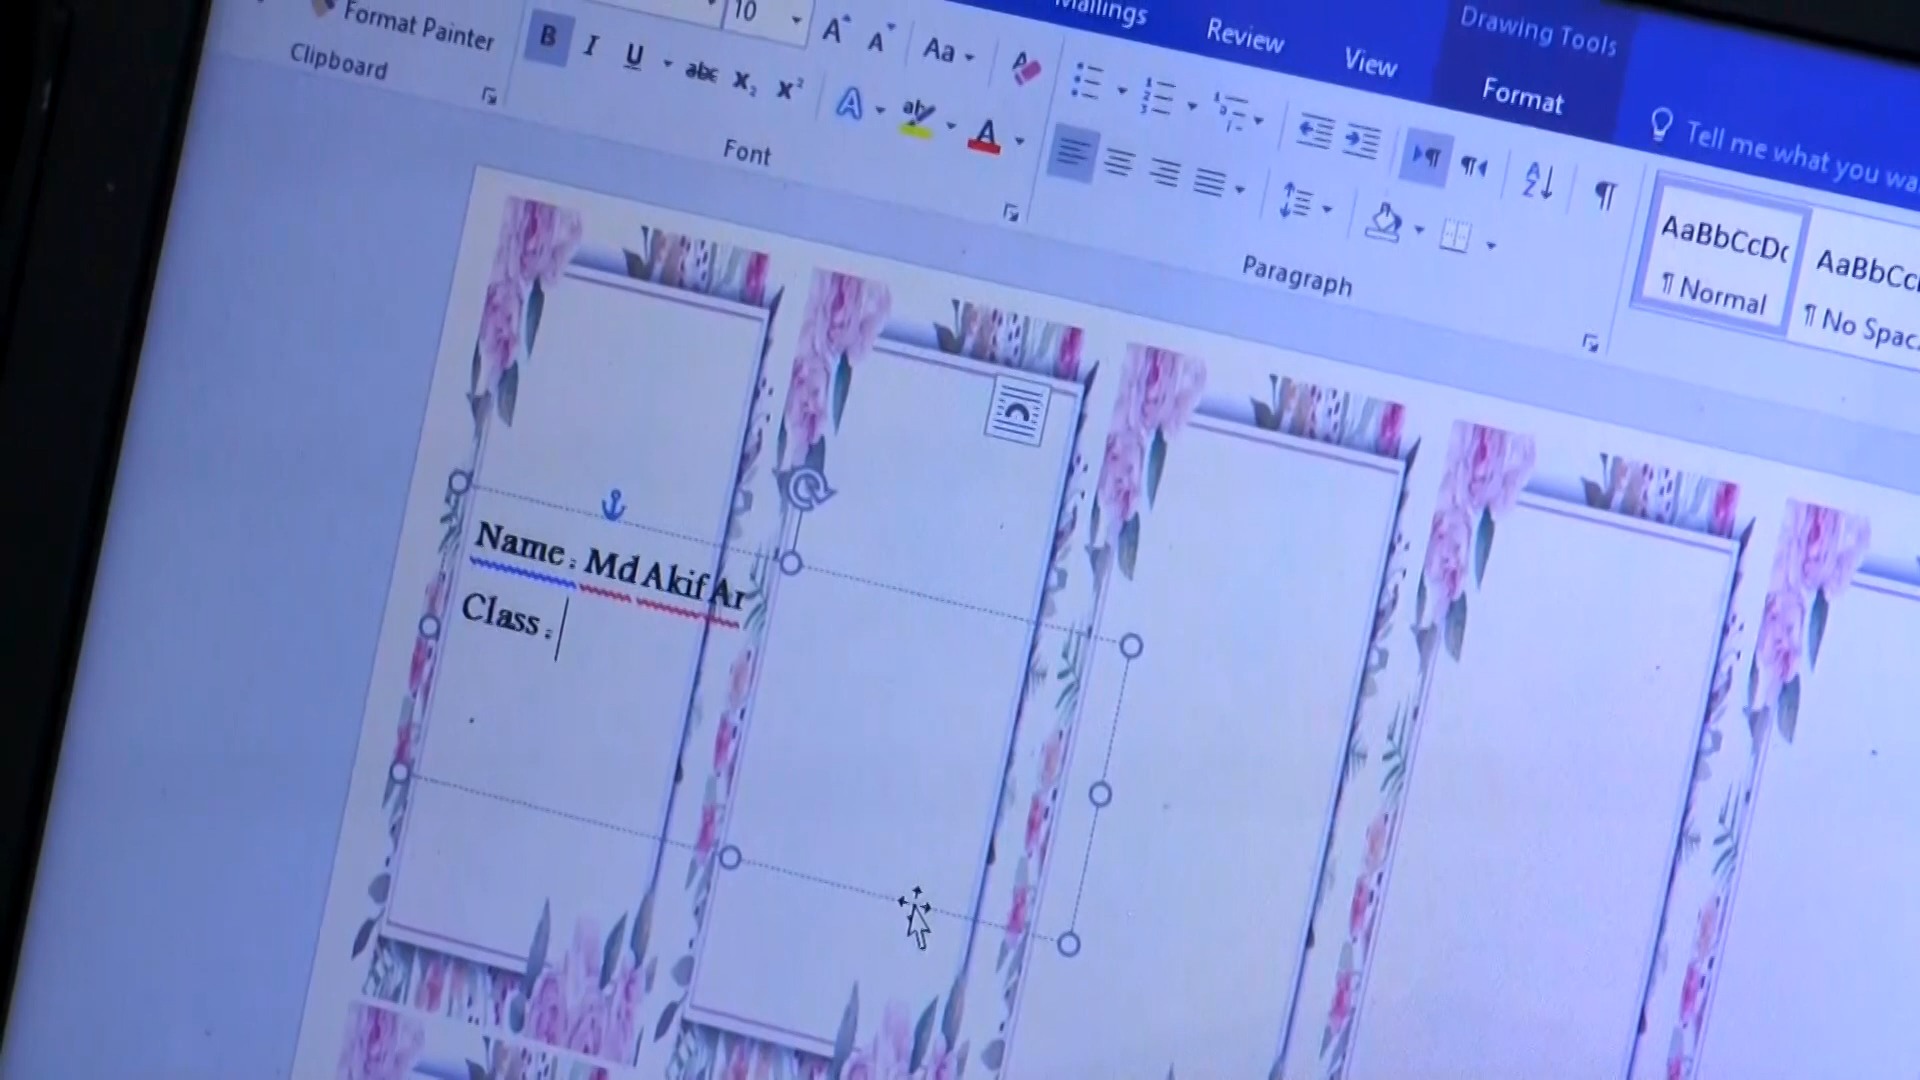 Format Painter
Clipboard
10
Aa
B I U abc X₂ X² A aby A
Font
Mailings
Review
View
Drawing Tools
Format
Tell me what you wa
Paragraph
AaBbCcDc
¶ Normal
AaBbCc
¶ No Spac
Name : Md Akif Ar
Class :